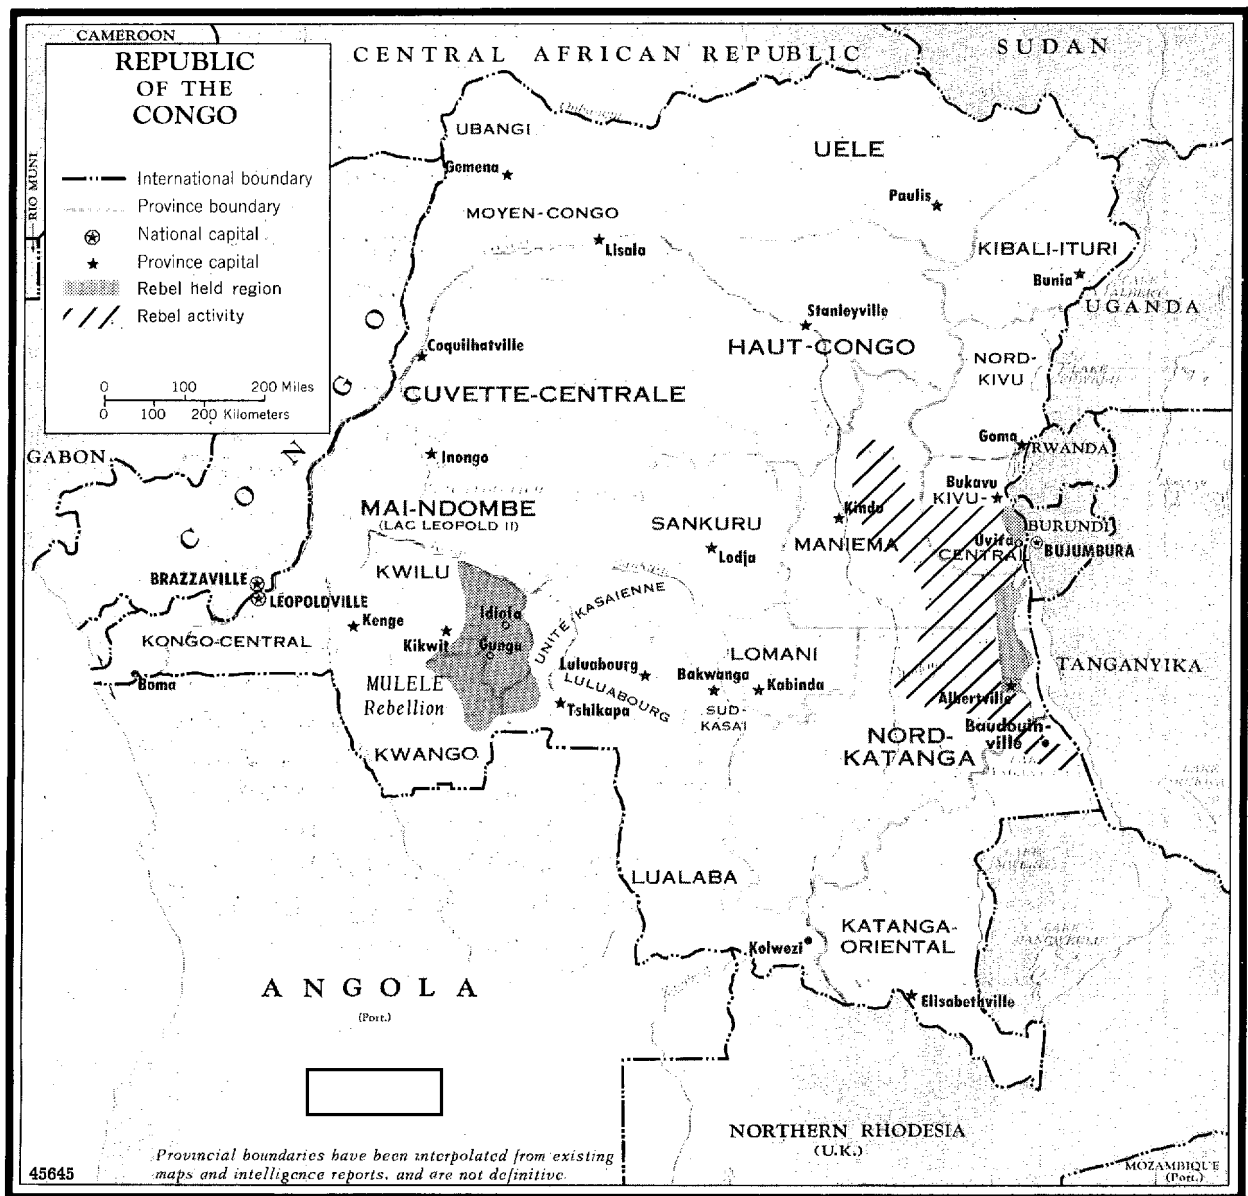 CAMEROON
CENTRAL AFRICAN REPUBLIC
SUDAN
REPUBLIC
OF THE
CONGO
International boundary
Province boundary
National capital
Province capital
Rebel held region
Rebel activity
0 100 200 Miles
0 100 200 Kilometers
RIO MUNI
UBANGI
Gemena
MOYEN-CONGO
Lisala
UELE
Paulis
KIBALI-ITURI
Bunia
UGANDA
Stanleyville
HAUT-CONGO
NORD-
KIVU
Coquilhatville
CUVETTE-CENTRALE
CONGO
GABON
Inongo
Goma
RWANDA
Bukavu
KIVU-
CENTRAL
MAI-NDOMBE
(LAC LEOPOLD II)
SANKURU
Lodja
Kindu
MANIEMA
Uvira
BURUNDI
BUJUMBURA
BRAZZAVILLE
LEOPOLDVILLE
KWILU
Idiofa
Gungu
Kenge
Kikwit
KONGO-CENTRAL
Boma
UNITÉ KASAIENNE
Luluabourg
LULUABOURG
Tshikapa
Bakwanga
SUD-
KASAI
LOMANI
Kabinda
TANGANYIKA
MULELE
Rebellion
Albertville
Baudouin-
ville
NORD-
KATANGA
KWANGO
LUALABA
KATANGA-
ORIENTAL
Kolwezi
Elisabethville
ANGOLA
(Port.)
NORTHERN RHODESIA
(U.K.)
MOZAMBIQUE
(Port.)
Provincial boundaries have been interpolated from existing
maps and intelligence reports, and are not definitive.
45645